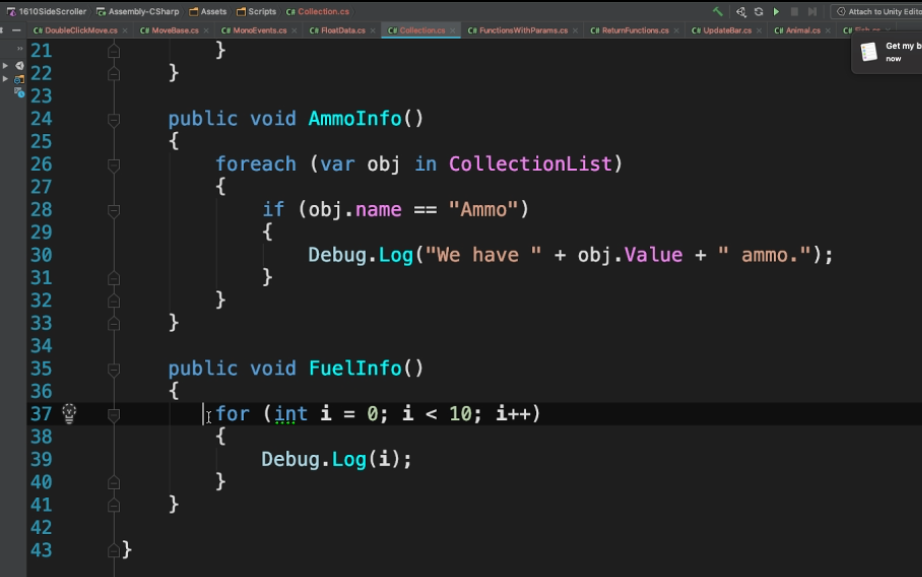 1610SideScroller Assembly-CSharp Assets Scripts C# Collection.cs Attach to Unity Edito
C# DoubleClickMove.cs × C# MoveBase.cs × C# MonoEvents.cs × C# FloatData.cs × C# Collection.cs × C# FunctionsWithParams.cs × C# ReturnFunctions.cs × C# UpdateBar.cs × C# Animal.cs × C#
Get my b
now
21 }
22 }
23
24 public void AmmoInfo()
25 {
26 foreach (var obj in CollectionList)
27 {
28 if (obj.name == "Ammo")
29 {
30 Debug.Log("We have " + obj.Value + " ammo.");
31 }
32 }
33 }
34
35 public void FuelInfo()
36 {
37 for (int i = 0; i < 10; i++)
38 {
39 Debug.Log(i);
40 }
41 }
42
43 }